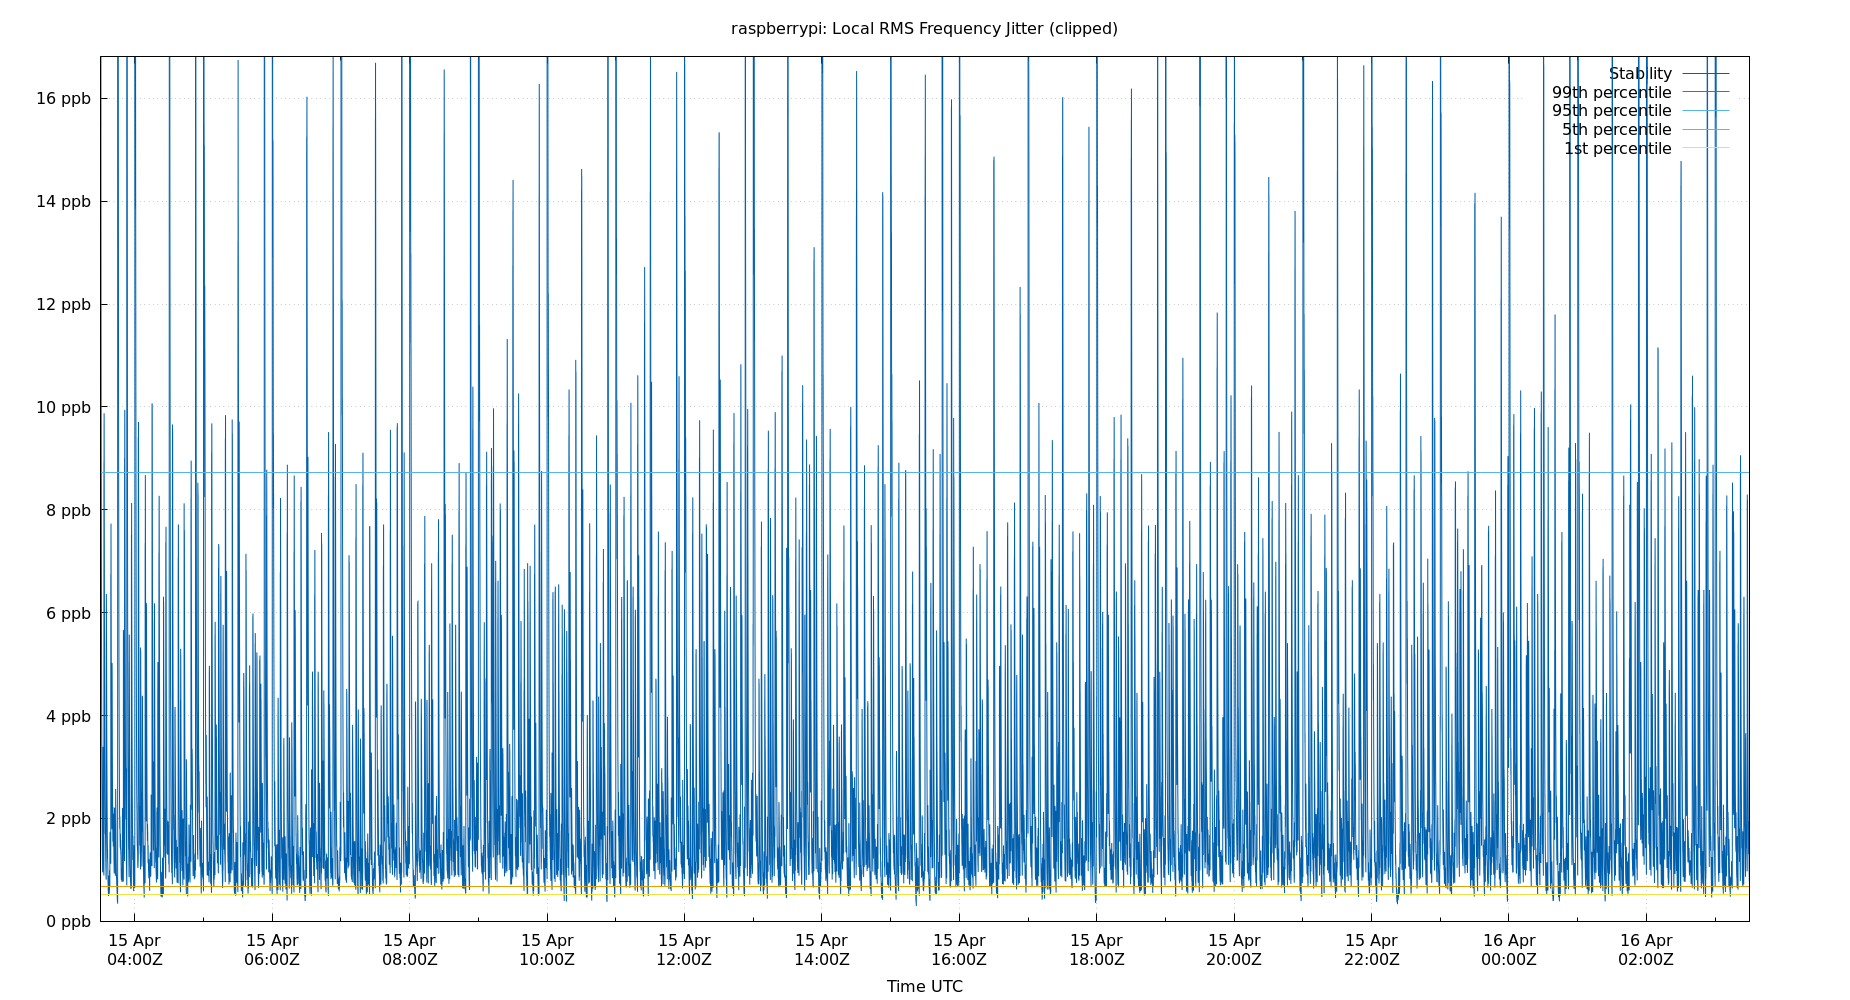 raspberrypi: Local RMS Frequency Jitter (clipped)
Stability
99th percentile
95th percentile
5th percentile
1st percentile
16 ppb
14 ppb
12 ppb
10 ppb
8 ppb
6 ppb
4 ppb
2 ppb
0 ppb
15 Apr 15 Apr 15 Apr 15 Apr 15 Apr 15 Apr 15 Apr 15 Apr 15 Apr 15 Apr 16 Apr 16 Apr
04:00Z 06:00Z 08:00Z 10:00Z 12:00Z 14:00Z 16:00Z 18:00Z 20:00Z 22:00Z 00:00Z 02:00Z
Time UTC